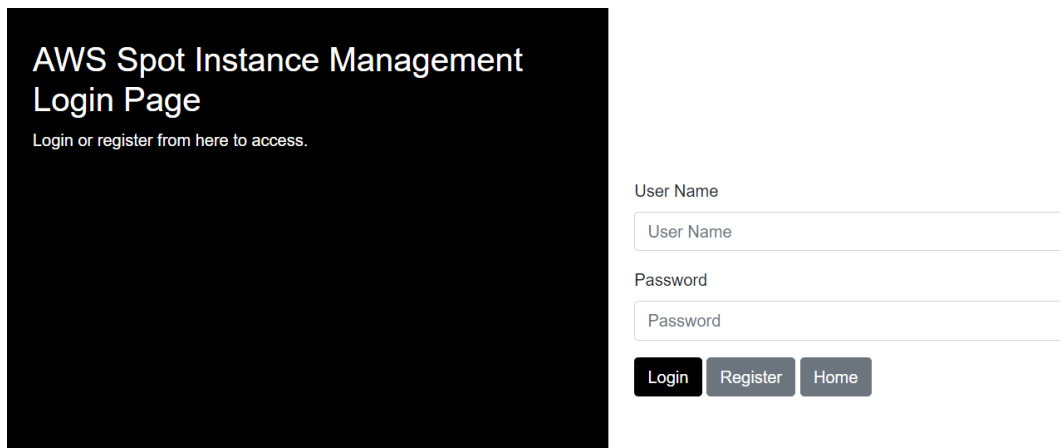 AWS Spot Instance Management
Login Page
Login or register from here to access.
User Name
User Name
Password
Password
Login Register Home